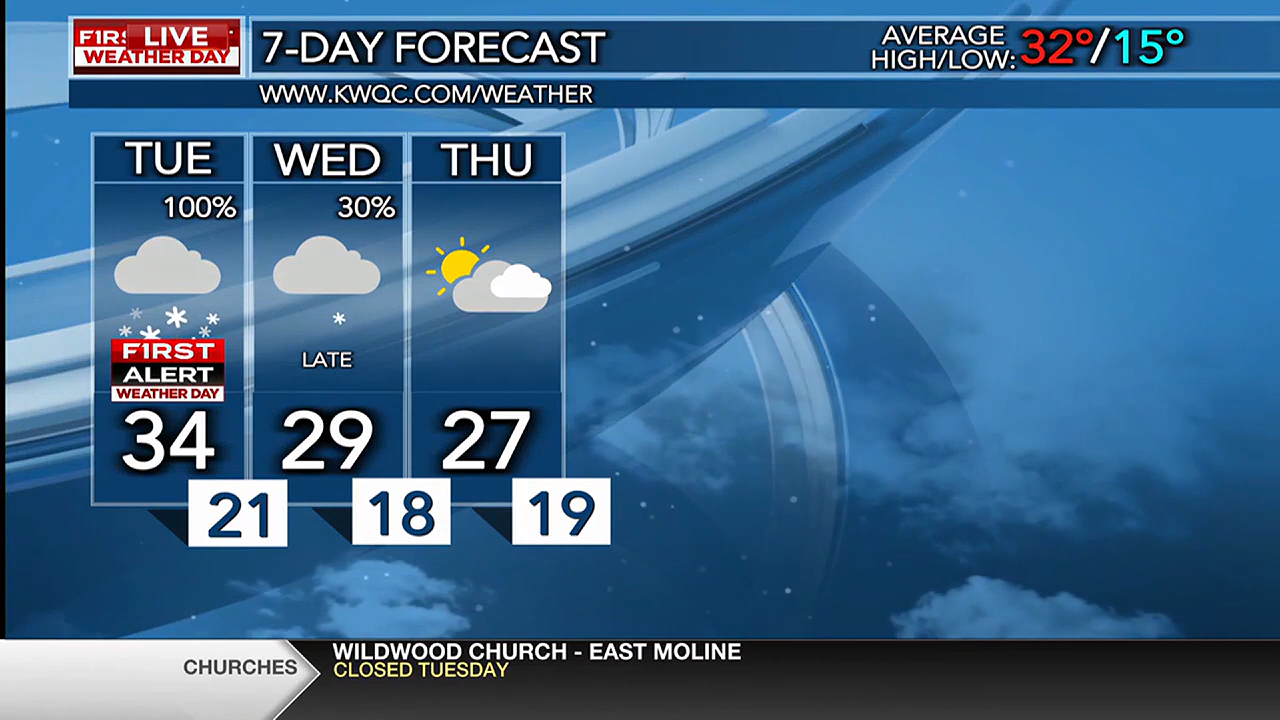 LIVE
WEATHER DAY
7-DAY FORECAST
AVERAGE
HIGH/LOW: 32°/15°
WWW.KWQC.COM/WEATHER
TUE
WED
THU
100%
30%
LATE
FIRST
ALERT
WEATHER DAY
34
29
27
21
18
19
CHURCHES
WILDWOOD CHURCH - EAST MOLINE
CLOSED TUESDAY